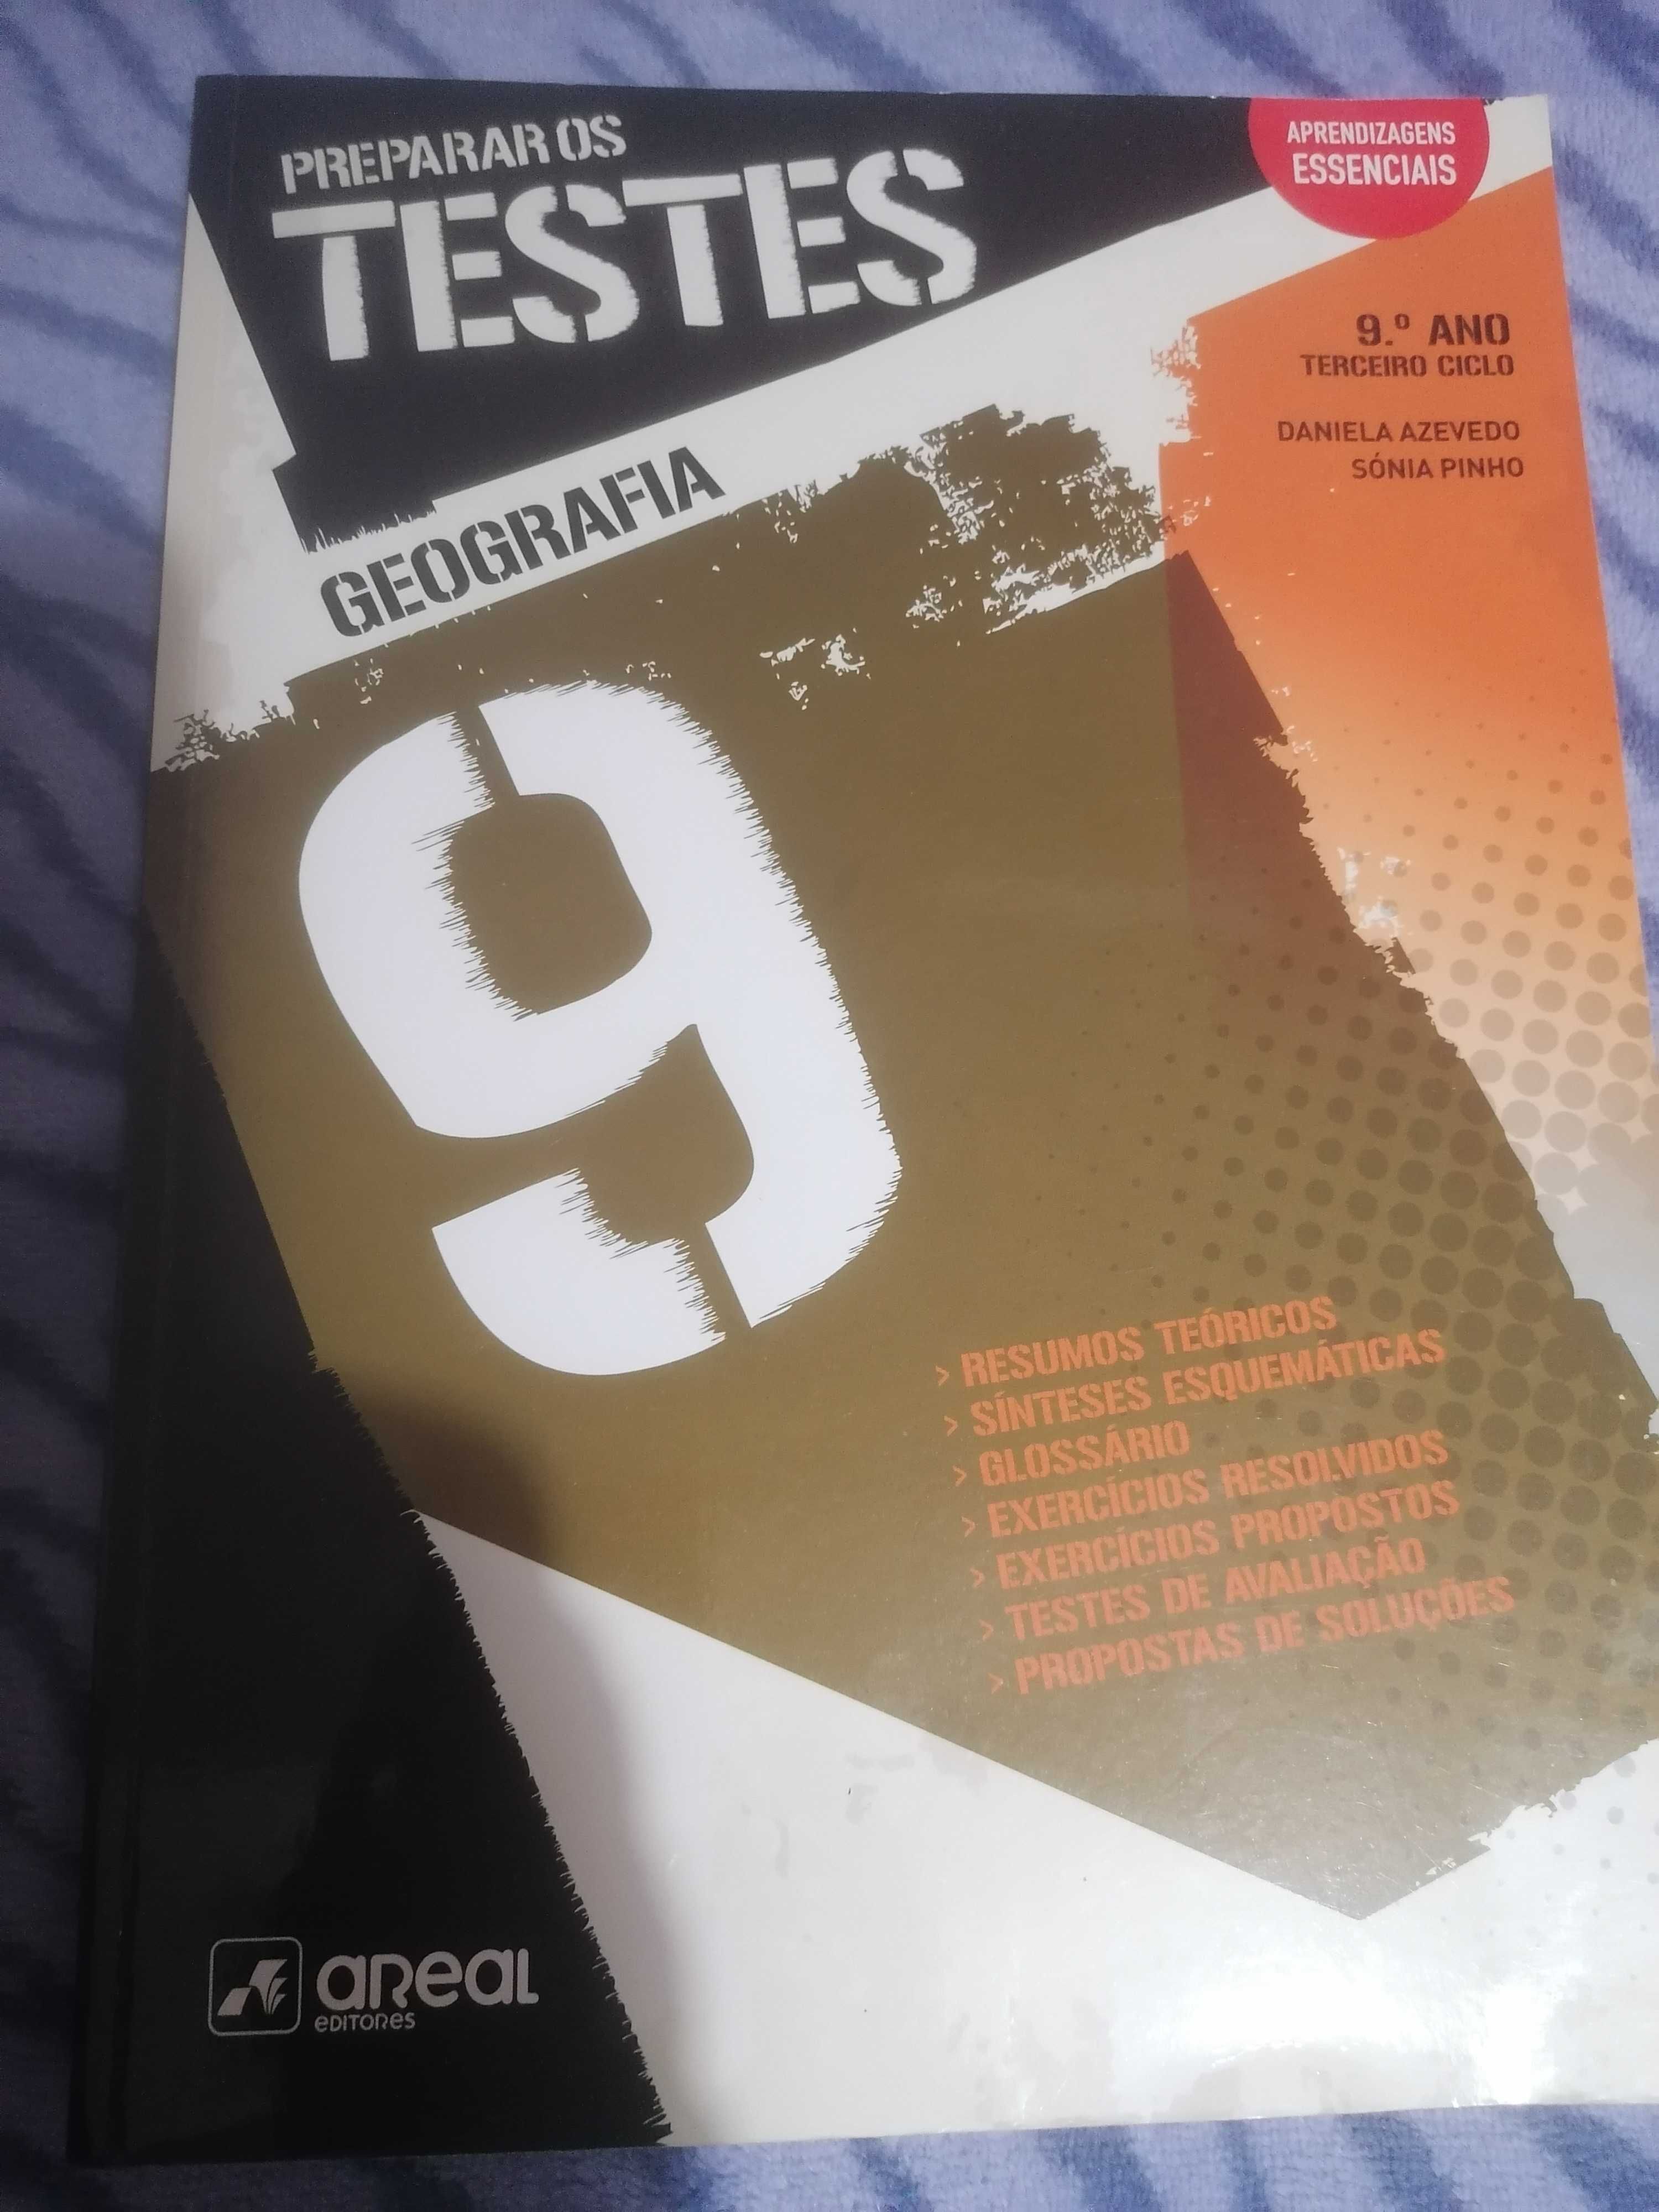 PREPARAR OS
TESTES
APRENDIZAGENS
ESSENCIAIS
9.º ANO
TERCEIRO CICLO
DANIELA AZEVEDO
SÓNIA PINHO
GEOGRAFIA
9
> RESUMOS TEÓRICOS
> SÍNTESES ESQUEMÁTICAS
> GLOSSÁRIO
> EXERCÍCIOS RESOLVIDOS
> EXERCÍCIOS PROPOSTOS
> TESTES DE AVALIAÇÃO
> PROPOSTAS DE SOLUÇÕES
areal
EDITORES